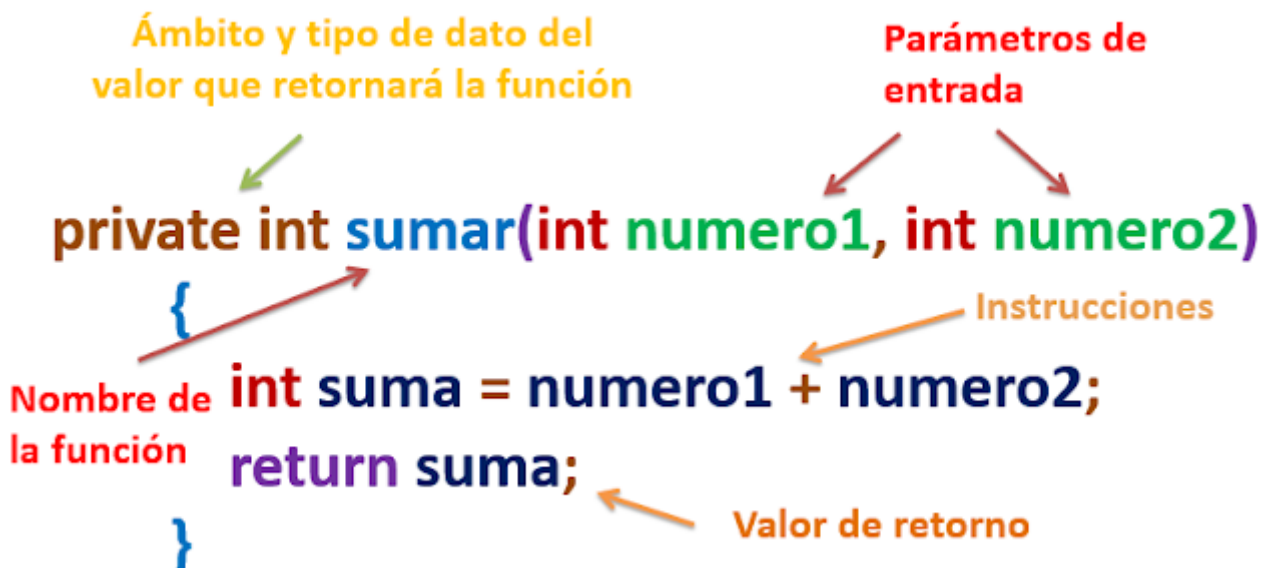 Ámbito y tipo de dato del
valor que retornará la función
Parámetros de
entrada
private int sumar(int numero1, int numero2)
{
Instrucciones
int suma = numero1 + numero2;
Nombre de
la función
return suma;
Valor de retorno
}